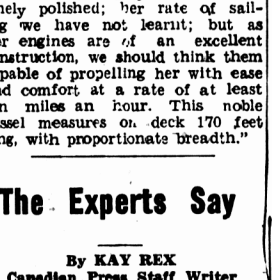 nely polished; her rate of sail-
g we have not learnt; but as
er engines are of an excellent
nstruction, we should think them
pable of propelling her with ease
nd comfort at a rate of at least
n miles an hour. This noble
ssel measures on deck 170 feet
ng, with proportionate breadth."
The Experts Say
By KAY REX
Canadian Press Staff Writer